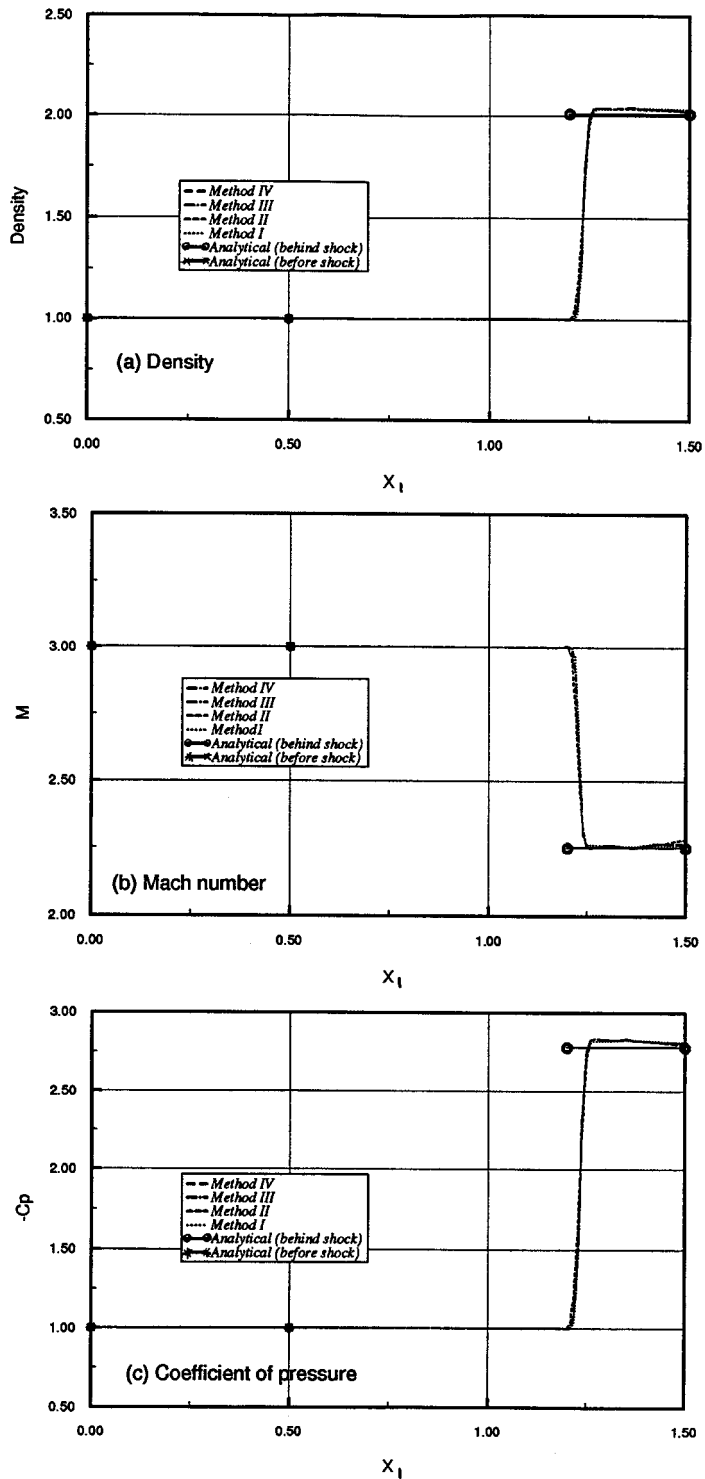 2.50
2.00
1.50
1.00
0.50
Density
Method IV
Method III
Method II
Method I
Analytical (behind shock)
Analytical (before shock)
(a) Density
0.00
0.50
1.00
1.50
X1
3.50
3.00
2.50
2.00
M
Method IV
Method III
Method II
MethodI
Analytical (behind shock)
Analytical (before shock)
(b) Mach number
0.00
0.50
1.00
1.50
X1
3.00
2.50
2.00
1.50
1.00
0.50
-Cp
Method IV
Method III
Method II
Method I
Analytical (behind shock)
Analytical (before shock)
(c) Coefficient of pressure
0.00
0.50
1.00
1.50
X1